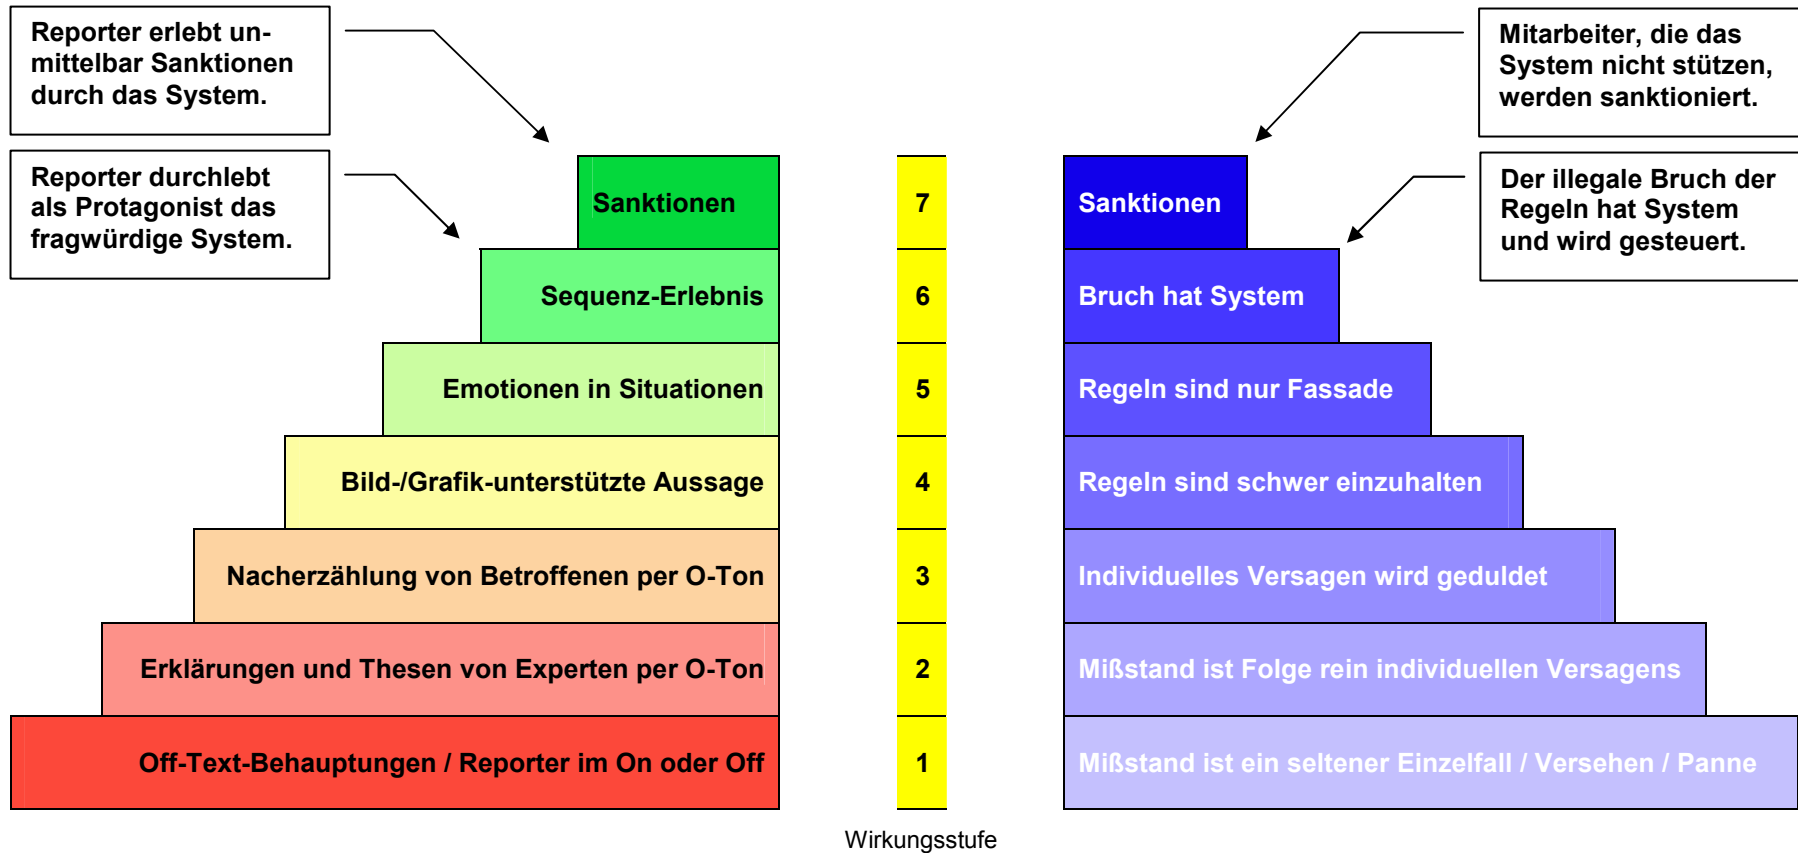 Reporter erlebt un-
mittelbar Sanktionen
durch das System.
Mitarbeiter, die das
System nicht stützen,
werden sanktioniert.
Reporter durchlebt
als Protagonist das
fragwürdige System.
Der illegale Bruch der
Regeln hat System
und wird gesteuert.
Sanktionen
7
Sanktionen
Sequenz-Erlebnis
6
Bruch hat System
Emotionen in Situationen
5
Regeln sind nur Fassade
Bild-/Grafik-unterstützte Aussage
4
Regeln sind schwer einzuhalten
Nacherzählung von Betroffenen per O-Ton
3
Individuelles Versagen wird geduldet
Erklärungen und Thesen von Experten per O-Ton
2
Mißstand ist Folge rein individuellen Versagens
Off-Text-Behauptungen / Reporter im On oder Off
1
Mißstand ist ein seltener Einzelfall / Versehen / Panne
Wirkungsstufe